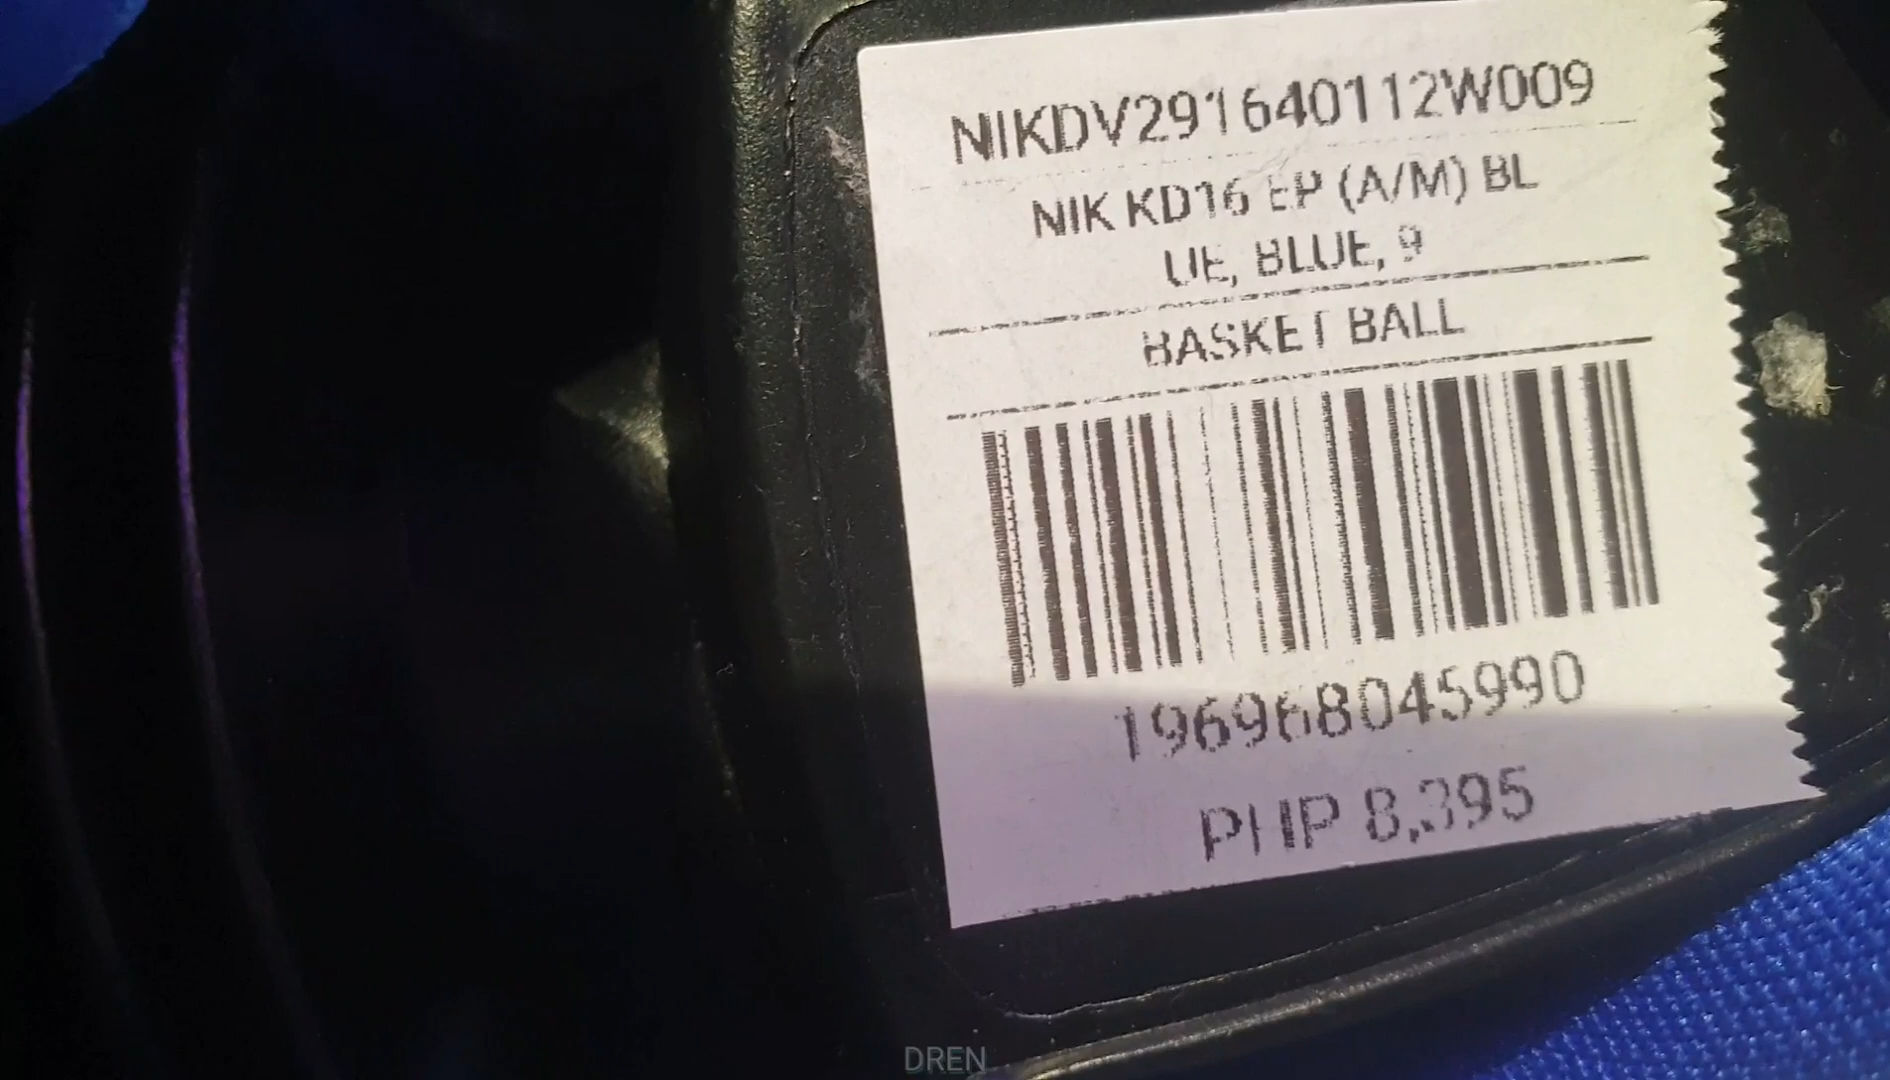 NIKDV291640112W009
NIK KD16 EP (A/M) BL
UE, BLUE, 9
BASKET BALL
196968045990
PHP 8,395
DREN